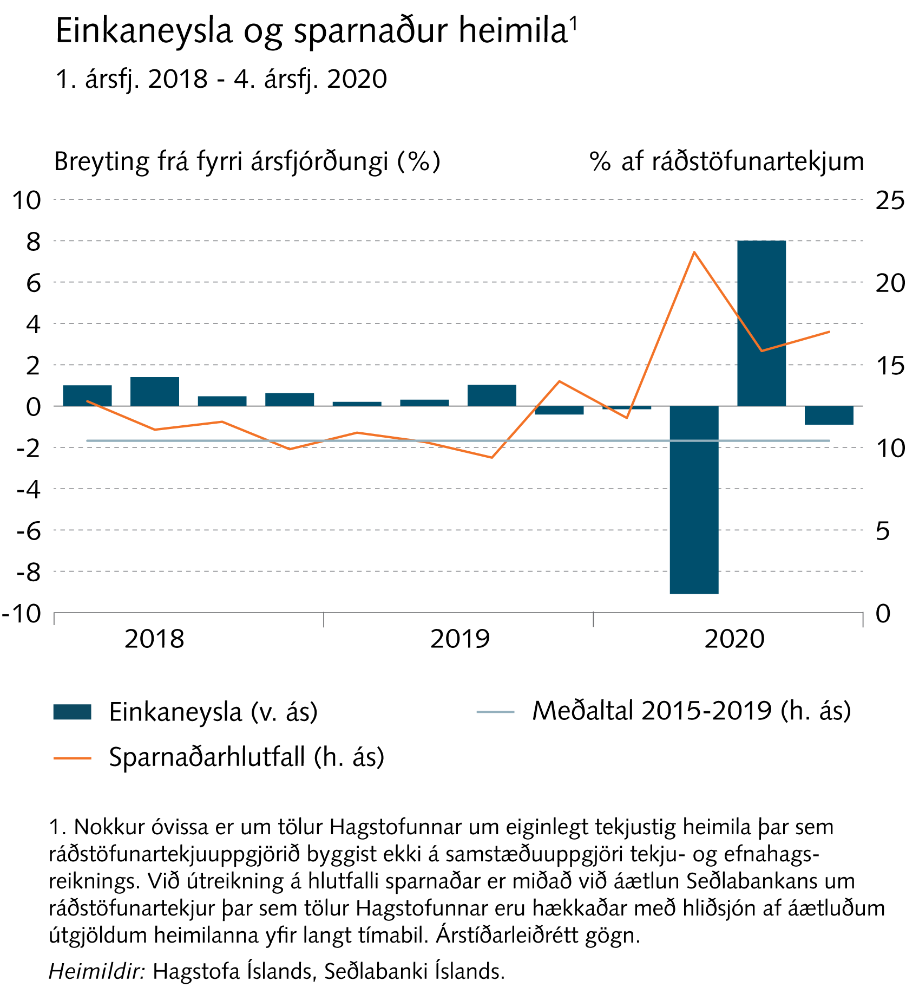 Einkaneysla og sparnaður heimila¹
1. ársfj. 2018 - 4. ársfj. 2020
Breyting frá fyrri ársfjórðungi (%)
% af ráðstöfunartekjum
10
8
6
4
2
0
-2
-4
-6
-8
-10
25
20
15
10
5
0
2018
2019
2020
Einkaneysla (v. ás)
Meðaltal 2015-2019 (h. ás)
Sparnaðarhlutfall (h. ás)
1. Nokkur óvissa er um tölur Hagstofunnar um eiginlegt tekjustig heimila þar sem
ráðstöfunartekjuuppgjörið byggist ekki á samstæðuuppgjöri tekju- og efnahags-
reiknings. Við útreikning á hlutfalli sparnaðar er miðað við áætlun Seðlabankans um
ráðstöfunartekjur þar sem tölur Hagstofunnar eru hækkaðar með hliðsjón af áætluðum
útgjöldum heimilanna yfir langt tímabil. Árstíðarleiðrétt gögn.
Heimildir: Hagstofa Íslands, Seðlabanki Íslands.